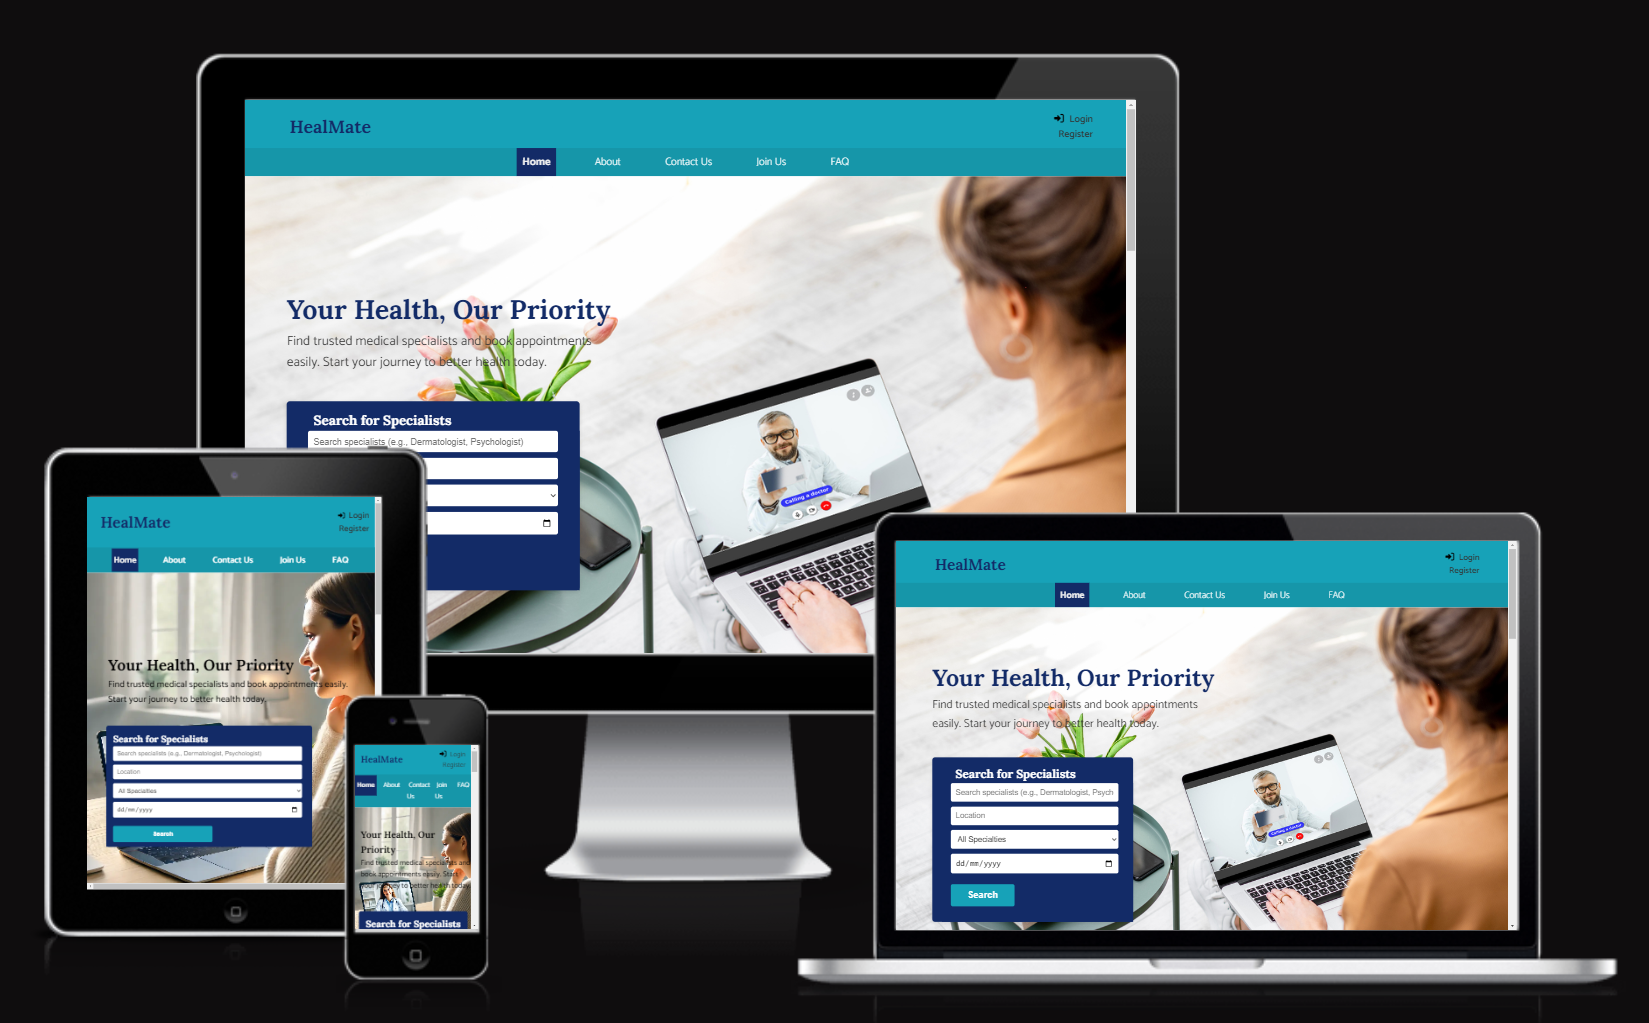 HealMate
Login
Register
Home About Contact Us Join Us FAQ
Your Health, Our Priority
Find trusted medical specialists and book appointments
easily. Start your journey to better health today.
Search for Specialists
Search specialists (e.g., Dermatologist, Psychologist)
Calling a doctor
HealMate
Login
Register
Home About Contact Us Join Us FAQ
Your Health, Our Priority
Find trusted medical specialists and book appointments easily.
Start your journey to better health today.
Search for Specialists
Search specialists (e.g., Dermatologist, Psychologist)
Location
All Specialties
dd/mm/yyyy
Search
HealMate
Login
Register
Home About Contact Join FAQ
Us Us
Your Health, Our
Priority
Find trusted medical specialists and
book appointments easily. Start
your journey to better health today.
Search for Specialists
HealMate
Login
Register
Home About Contact Us Join Us FAQ
Your Health, Our Priority
Find trusted medical specialists and book appointments
easily. Start your journey to better health today.
Search for Specialists
Search specialists (e.g., Dermatologist, Psych
Location
All Specialties
dd/mm/yyyy
Search
Calling a doctor